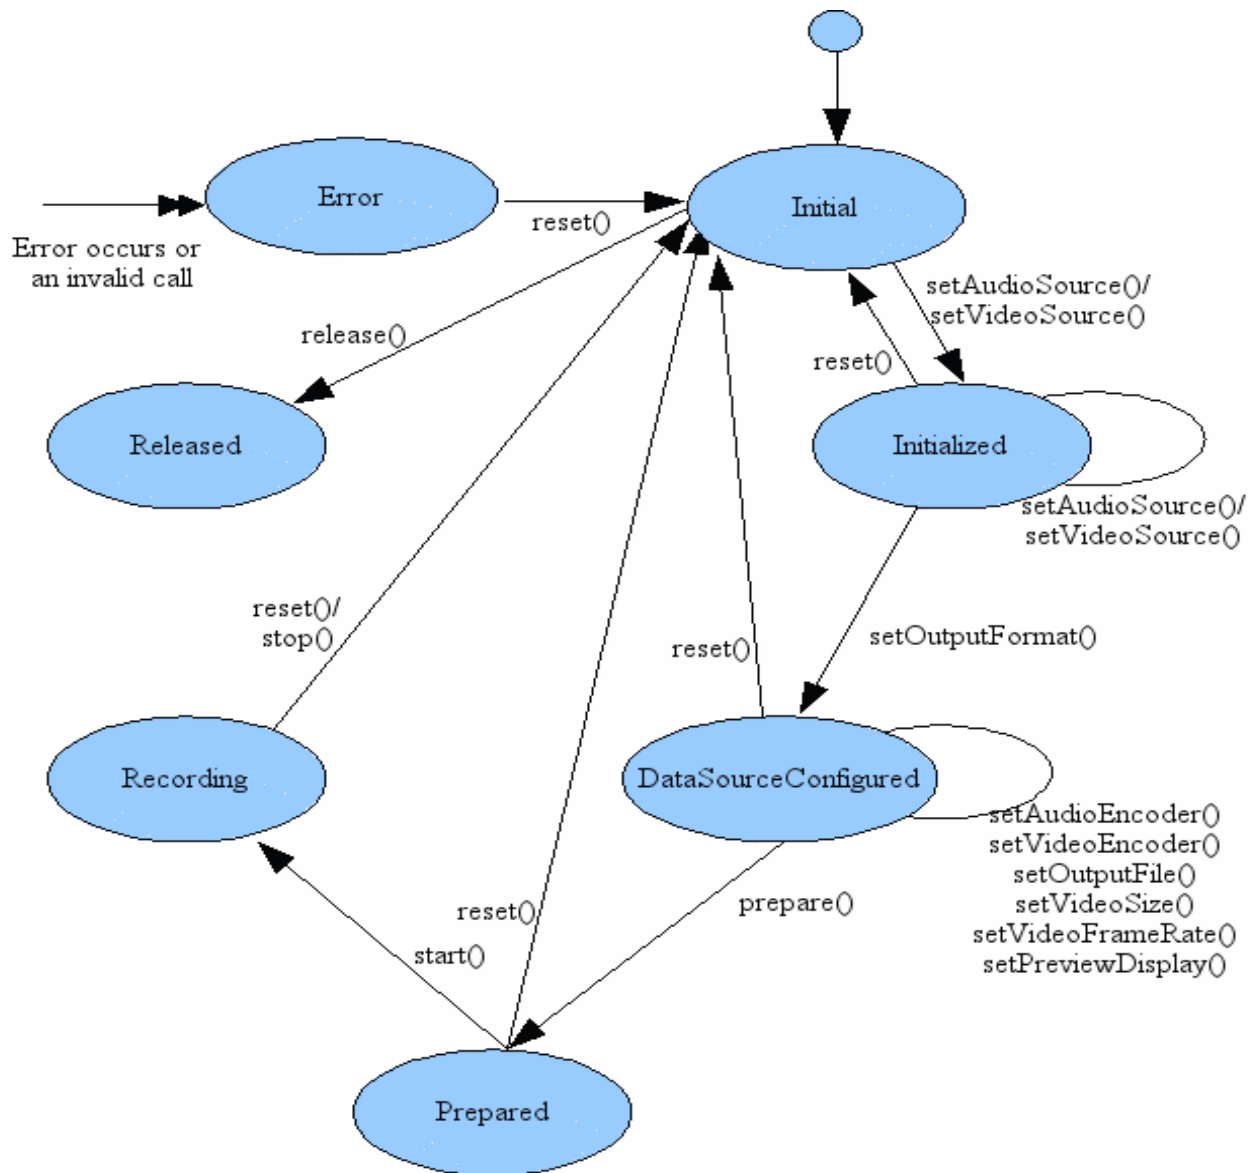 Error
Initial
reset()
Error occurs or
an invalid call
setAudioSource()/
setVideoSource()
release()
reset()
Released
Initialized
setAudioSource()/
setVideoSource()
reset()/
stop()
setOutputFormat()
reset()
Recording
DataSourceConfigured
setAudioEncoder()
setVideoEncoder()
setOutputFile()
setVideoSize()
setVideoFrameRate()
setPreviewDisplay()
prepare()
reset()
start()
Prepared